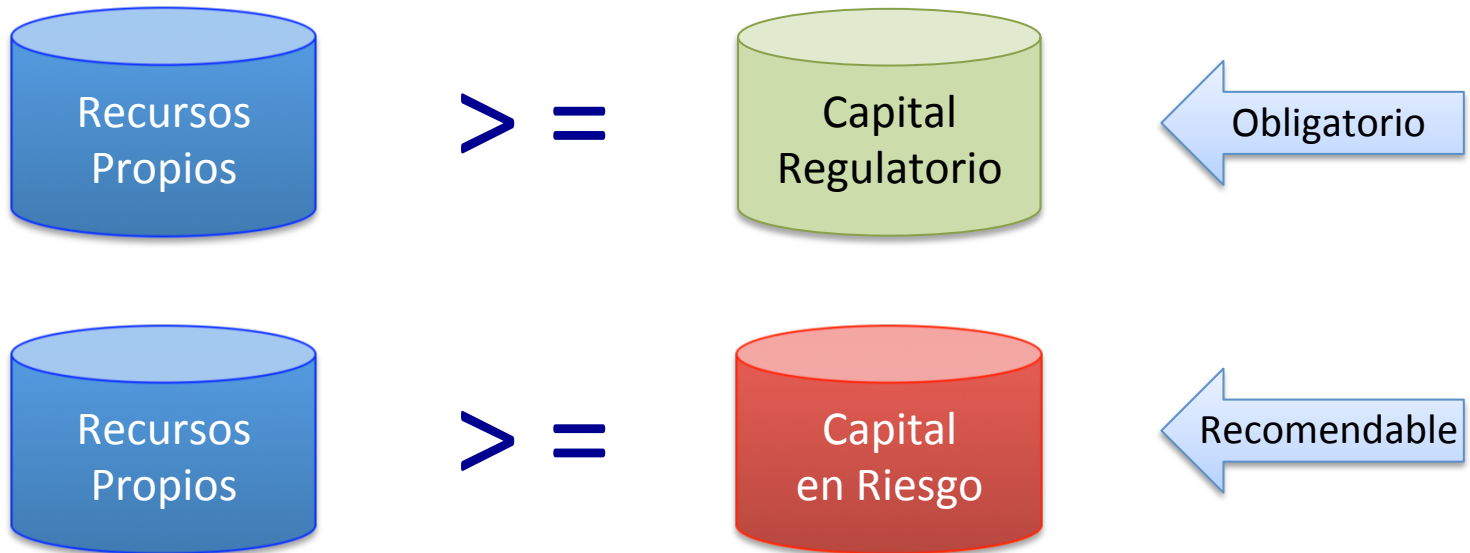 Recursos
Propios
> =
Capital
Regulatorio
Obligatorio
Recursos
Propios
> =
Capital
en Riesgo
Recomendable